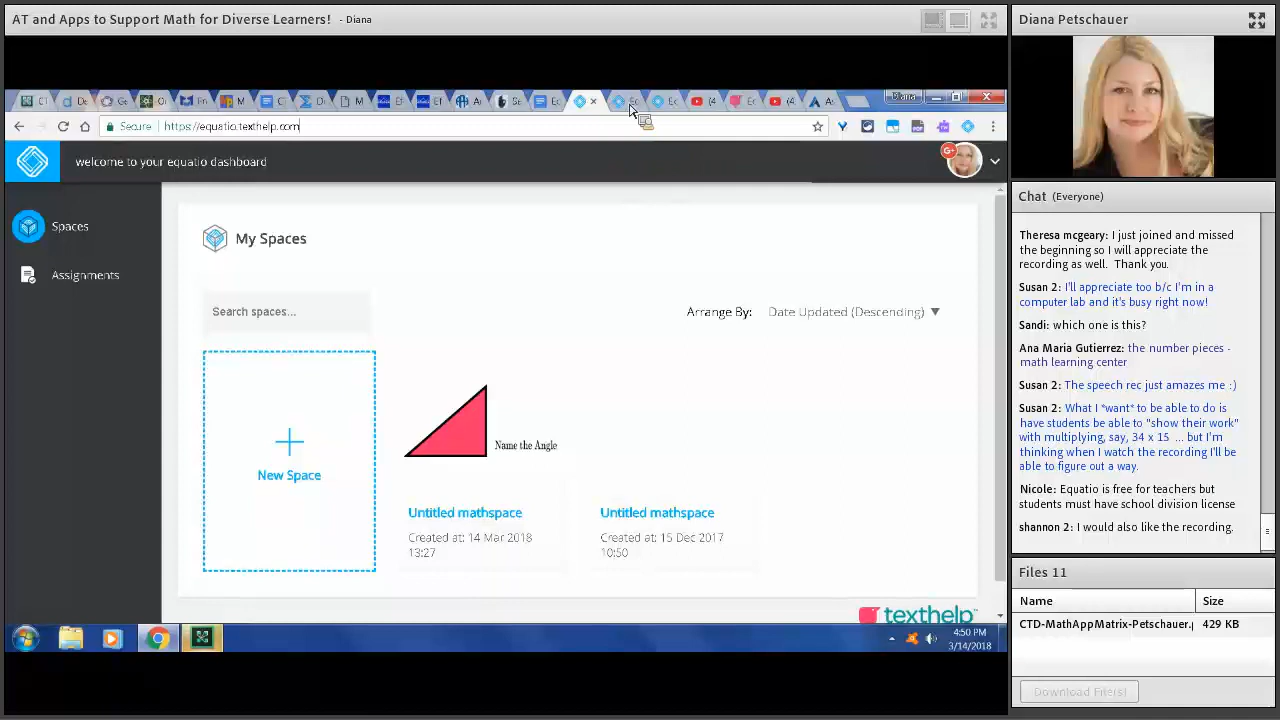 AT and Apps to Support Math for Diverse Learners! - Diana
Diana
Secure https://equatio.texthelp.com
welcome to your equatio dashboard
Spaces
Assignments
My Spaces
Search spaces...
Arrange By: Date Updated (Descending) ▼
New Space
Name the Angle
Untitled mathspace
Created at: 14 Mar 2018
13:27
Untitled mathspace
Created at: 15 Dec 2017
10:50
texthelp
4:50 PM
3/14/2018
Diana Petschauer
Chat (Everyone)
Theresa mcgeary: I just joined and missed
the beginning so I will appreciate the
recording as well. Thank you.
Susan 2: I'll appreciate too b/c I'm in a
computer lab and it's busy right now!
Sandi: which one is this?
Ana Maria Gutierrez: the number pieces -
math learning center
Susan 2: The speech rec just amazes me :)
Susan 2: What I *want* to be able to do is
have students be able to "show their work"
with multiplying, say, 34 x 15 ... but I'm
thinking when I watch the recording I'll be
able to figure out a way.
Nicole: Equatio is free for teachers but
students must have school division license
shannon 2: I would also like the recording.
Files 11
Name Size
CTD-MathAppMatrix-Petschauer. 429 KB
Download File(s)